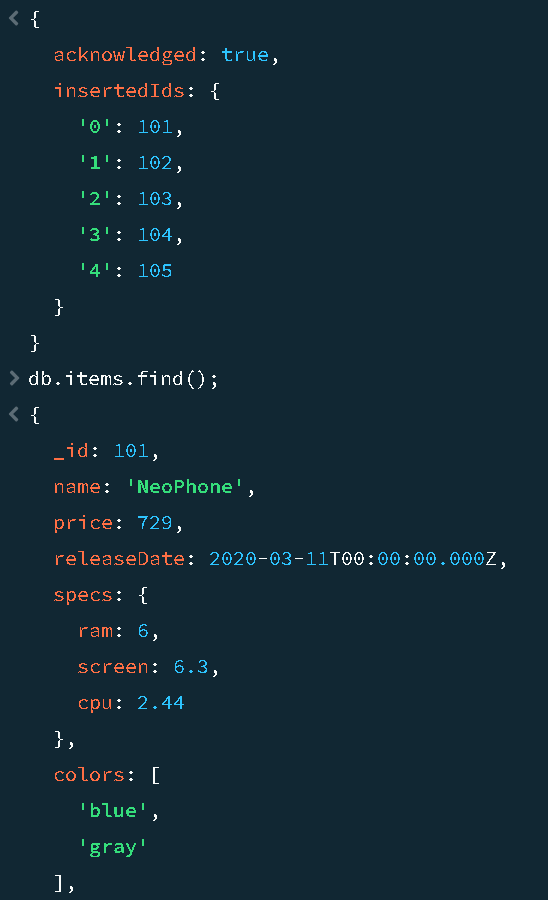 {
acknowledged: true,
insertedIds: {
'0': 101,
'1': 102,
'2': 103,
'3': 104,
'4': 105
}
}
db.items.find();
{
_id: 101,
name: 'NeoPhone',
price: 729,
releaseDate: 2020-03-11T00:00:00.000Z,
specs: {
ram: 6,
screen: 6.3,
cpu: 2.44
},
colors: [
'blue',
'gray'
],